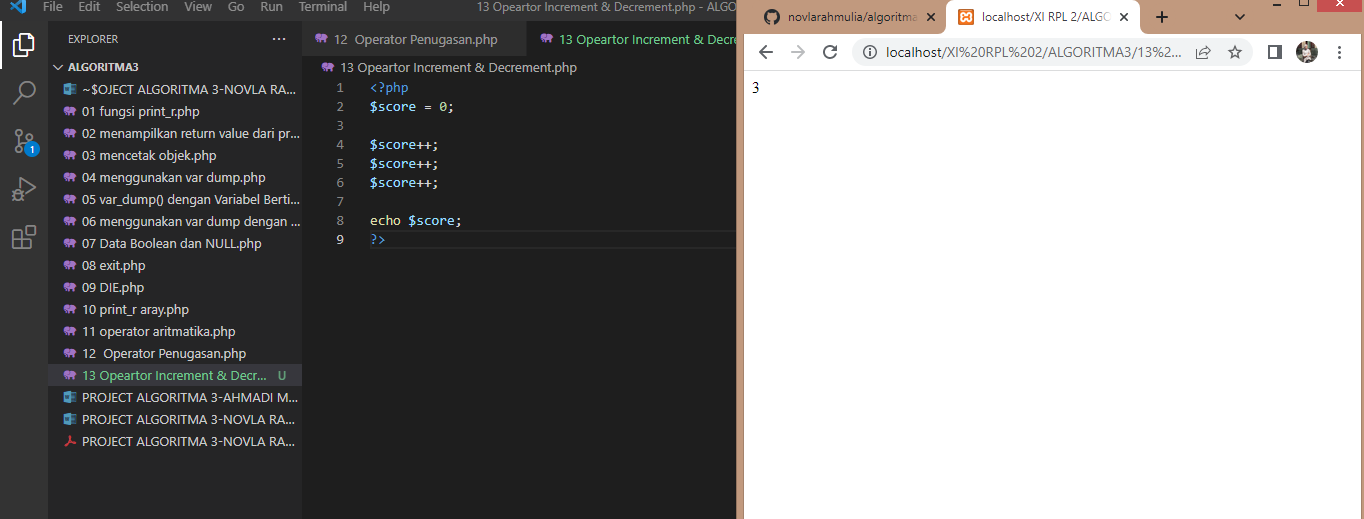 File Edit Selection View Go Run Terminal Help
13 Opeartor Increment & Decrement.php - ALG
EXPLORER
ALGORITMA3
~$OJECT ALGORITMA 3-NOVLA RA...
01 fungsi print_r.php
02 menampilkan return value dari pr...
03 mencetak objek.php
04 menggunakan var dump.php
05 var_dump() dengan Variabel Berti...
06 menggunakan var dump dengan ...
07 Data Boolean dan NULL.php
08 exit.php
09 DIE.php
10 print_r aray.php
11 operator aritmatika.php
12  Operator Penugasan.php
13 Opeartor Increment & Decr... U
PROJECT ALGORITMA 3-AHMADI M...
PROJECT ALGORITMA 3-NOVLA RA...
PROJECT ALGORITMA 3-NOVLA RA...
1
12  Operator Penugasan.php
13 Opeartor Increment & Decre
13 Opeartor Increment & Decrement.php
1 <?php
2 $score = 0;
3
4 $score++;
5 $score++;
6 $score++;
7
8 echo $score;
9 ?>
novlarahmulia/algoritma
localhost/XI RPL 2/ALGO
localhost/XI%20RPL%202/ALGORITMA3/13%2...
3